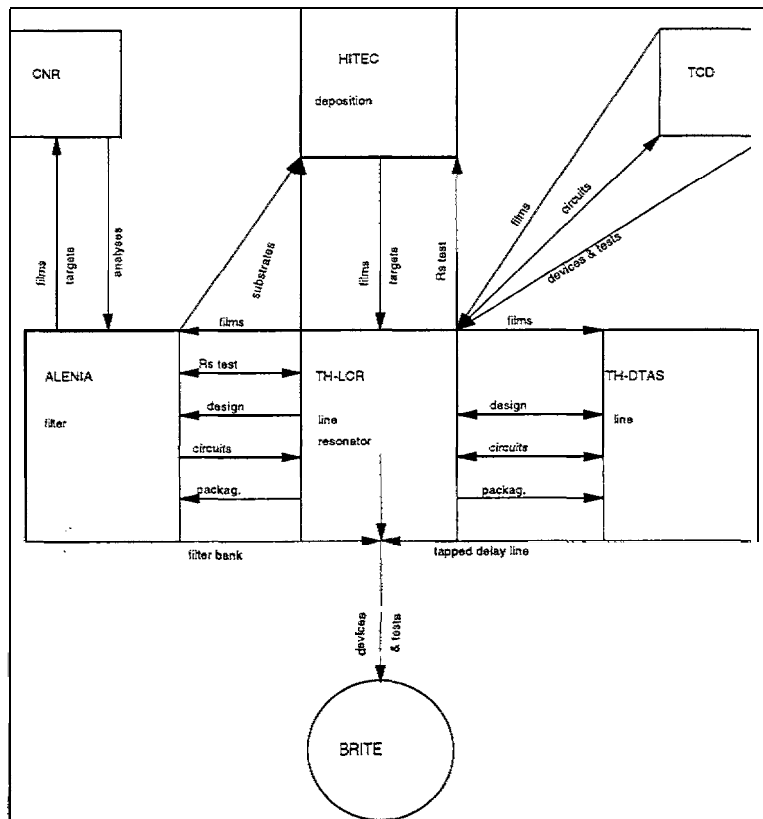 CNR
HITEC
deposition
TCD
films
targets
analyses
substrates
films
targets
Rs test
films
circuits
devices & tests
films
films
ALENIA
filter
Rs test
design
circuits
packag.
TH-LCR
line
resonator
design
circuits
packag.
TH-DTAS
line
filter bank
tapped delay line
devices
& tests
BRITE